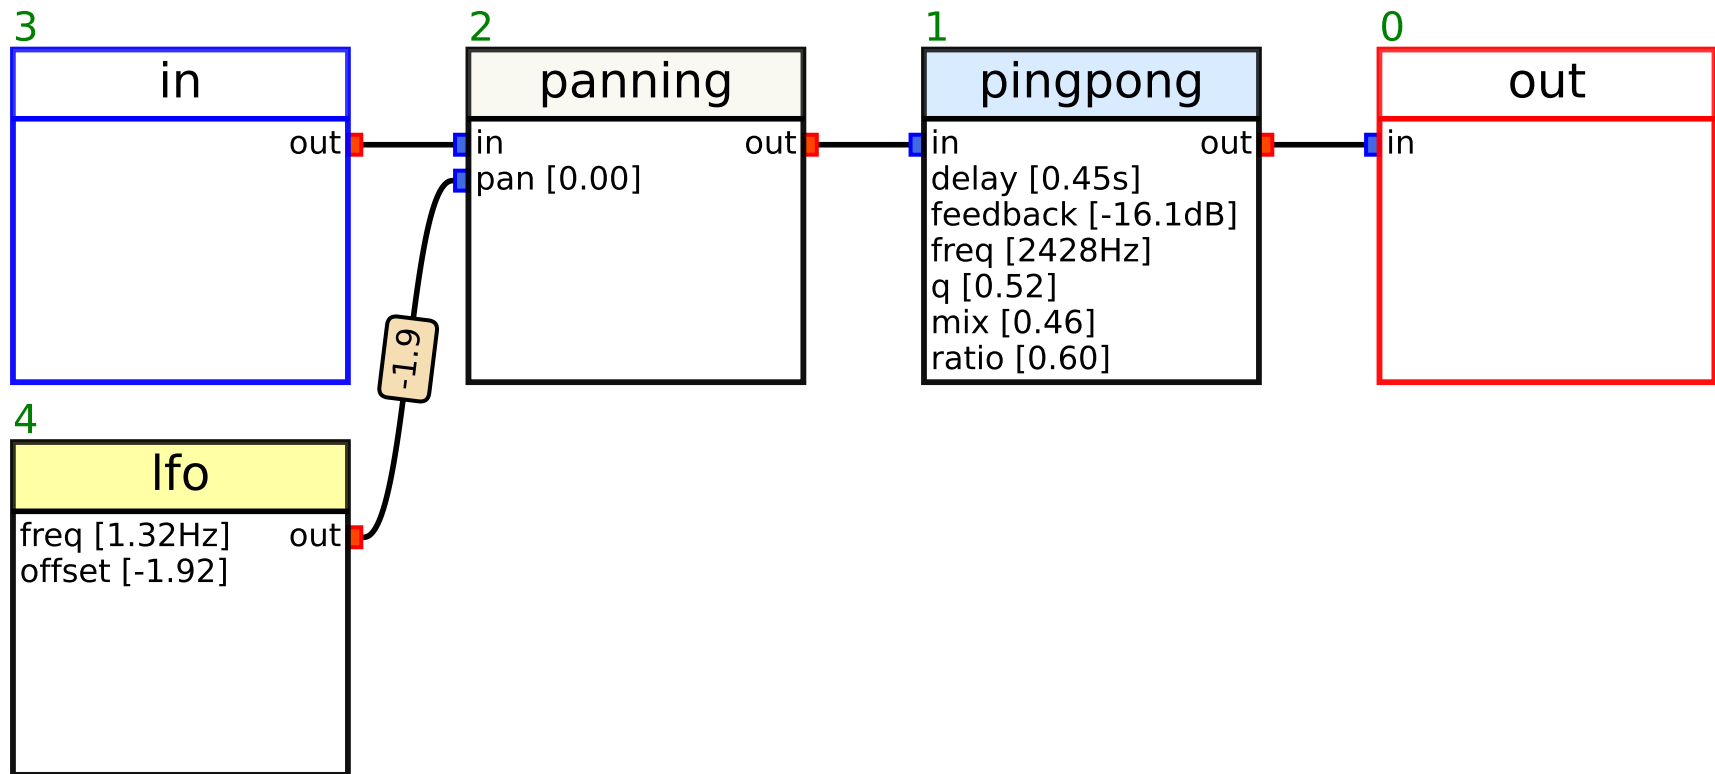 3
in
out
2
panning
in
out
pan [0.00]
1
pingpong
in
out
delay [0.45s]
feedback [-16.1dB]
freq [2428Hz]
q [0.52]
mix [0.46]
ratio [0.60]
0
out
in
-1.9
4
lfo
freq [1.32Hz]
out
offset [-1.92]